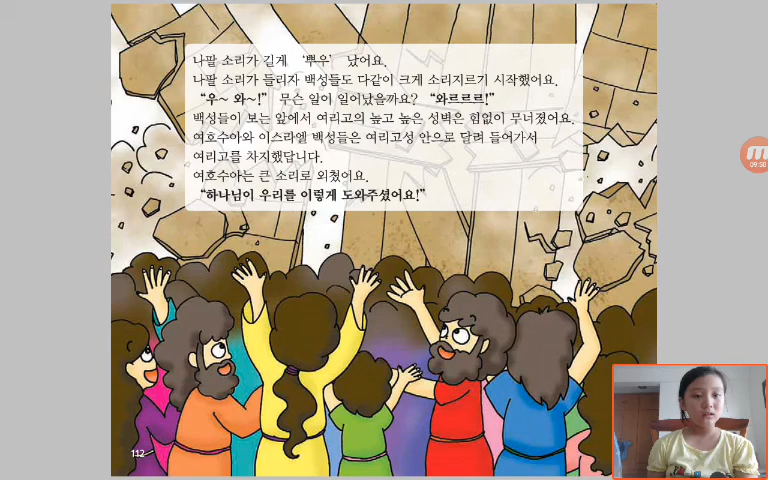 나팔 소리가 길게 ‘뿌우’ 났어요.
나팔 소리가 들리자 백성들도 다같이 크게 소리지르기 시작했어요.
“우~ 와~!” 무슨 일이 일어났을까요? “와르르르!”
백성들이 보는 앞에서 여리고의 높고 높은 성벽은 힘없이 무너졌어요.
여호수아와 이스라엘 백성들은 여리고성 안으로 달려 들어가서
여리고를 차지했답니다.
여호수아는 큰 소리로 외쳤어요.
“하나님이 우리를 이렇게 도와주셨어요!”
09:50
112